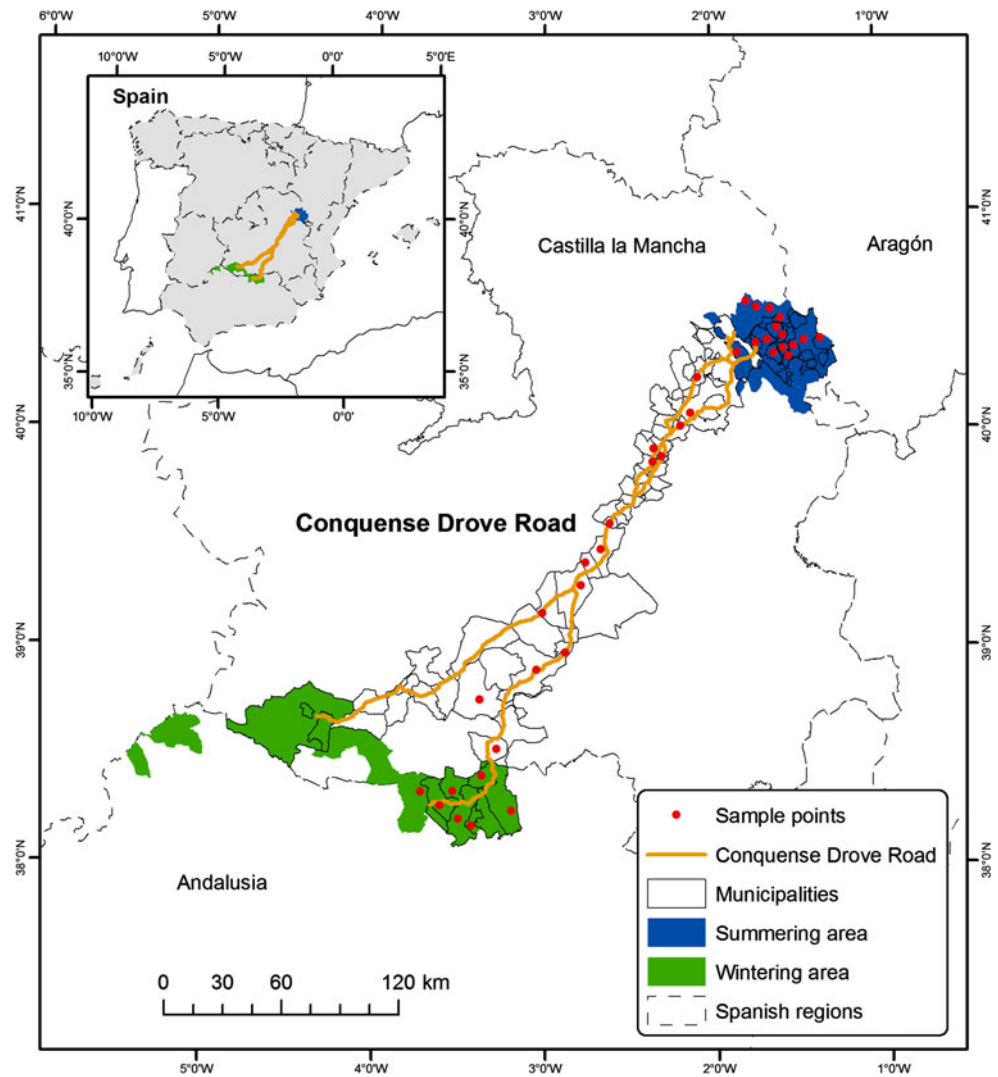 6°0'W 5°0'W 4°0'W 3°0'W 2°0'W 1°0'W
10°0'W 5°0'W 0°0' 5°0'E
Spain
40°0'N 40°0'N
35°0'N 35°0'N
10°0'W 5°0'W 0°0'
41°0'N 41°0'N
Castilla la Mancha
Aragón
40°0'N 40°0'N
Conquense Drove Road
39°0'N 39°0'N
38°0'N 38°0'N
Andalusia
0 30 60 120 km
Sample points
Conquense Drove Road
Municipalities
Summering area
Wintering area
Spanish regions
5°0'W 4°0'W 3°0'W 2°0'W 1°0'W